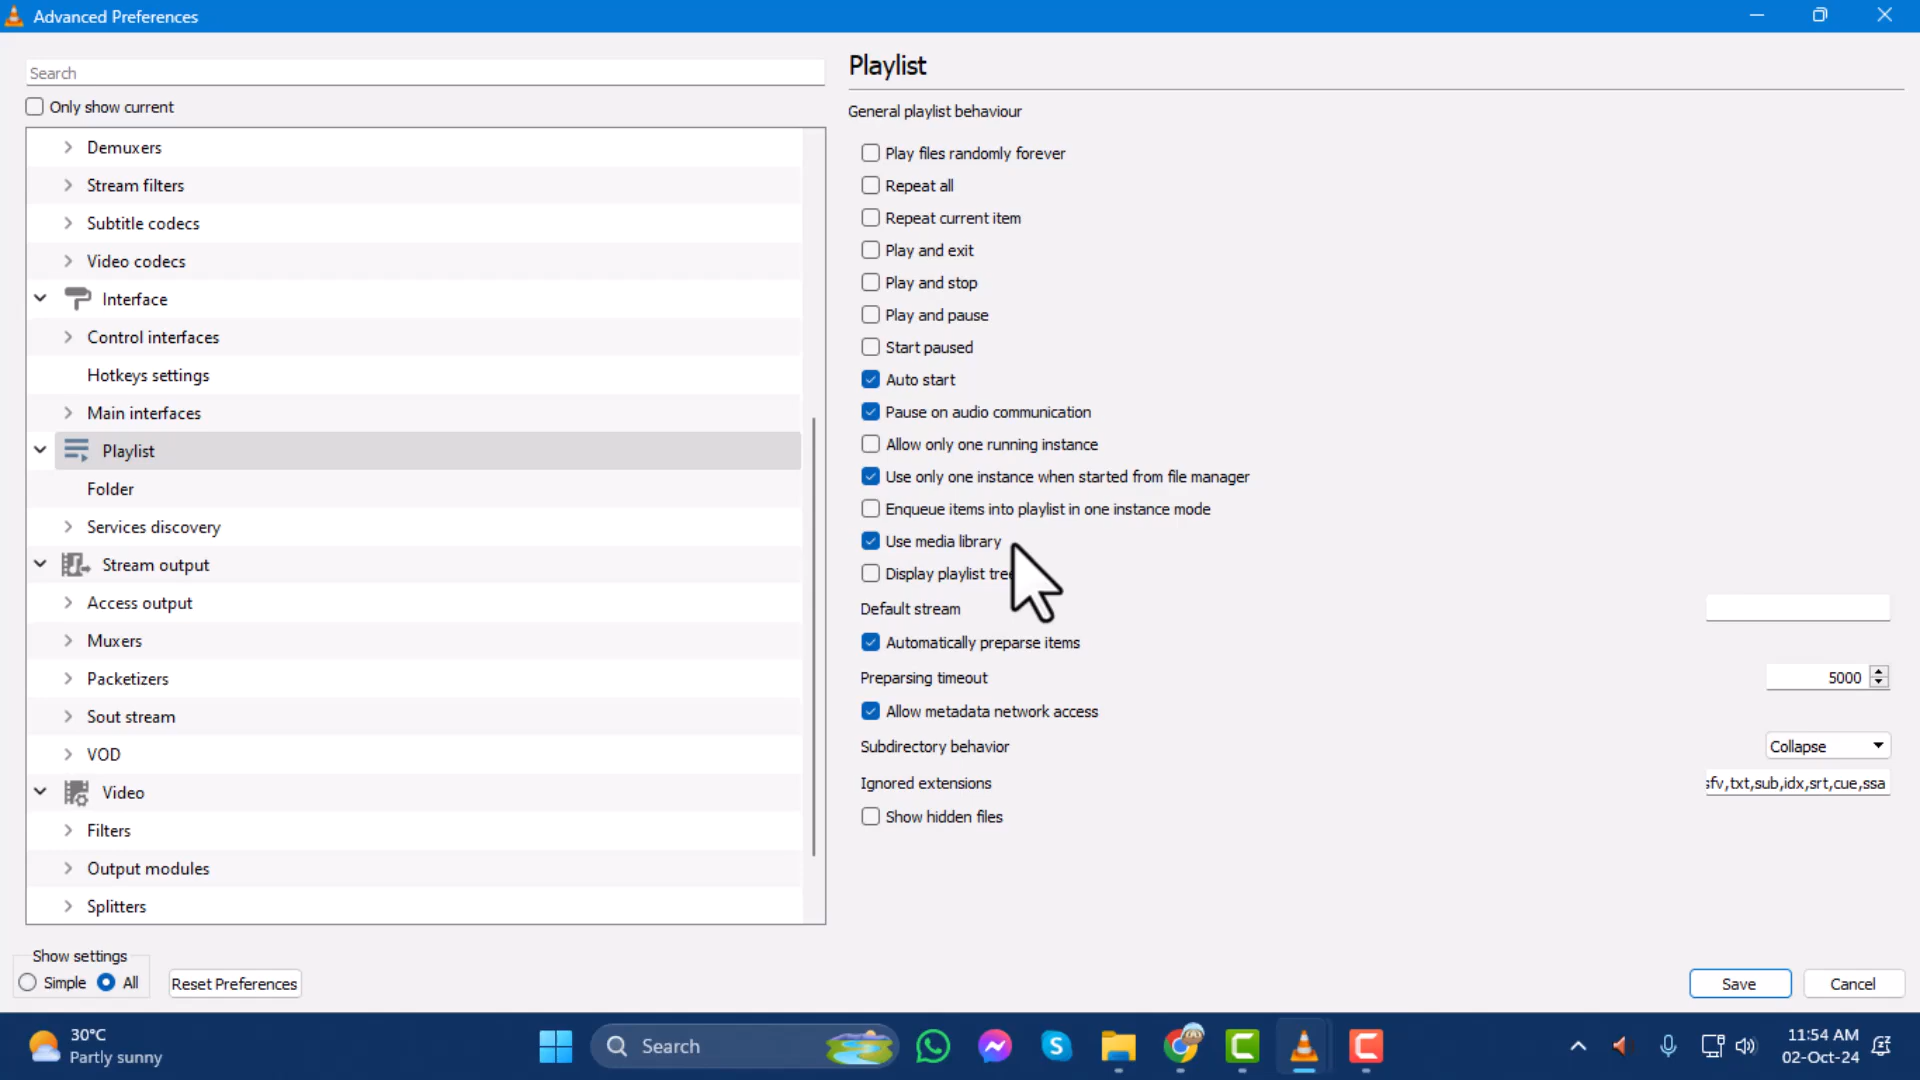 Advanced Preferences
Search
Only show current
Demuxers
Stream filters
Subtitle codecs
Video codecs
Interface
Control interfaces
Hotkeys settings
Main interfaces
Playlist
Folder
Services discovery
Stream output
Access output
Muxers
Packetizers
Sout stream
VOD
Video
Filters
Output modules
Splitters
Show settings
Simple
All
Reset Preferences
Playlist
General playlist behaviour
Play files randomly forever
Repeat all
Repeat current item
Play and exit
Play and stop
Play and pause
Start paused
Auto start
Pause on audio communication
Allow only one running instance
Use only one instance when started from file manager
Enqueue items into playlist in one instance mode
Use media library
Display playlist tree
Default stream
Automatically preparse items
Preparsing timeout 5000
Allow metadata network access
Subdirectory behavior Collapse
Ignored extensions sfv,txt,sub,idx,srt,cue,ssa
Show hidden files
Save
Cancel
30°C
Partly sunny
Search
11:54 AM
02-Oct-24